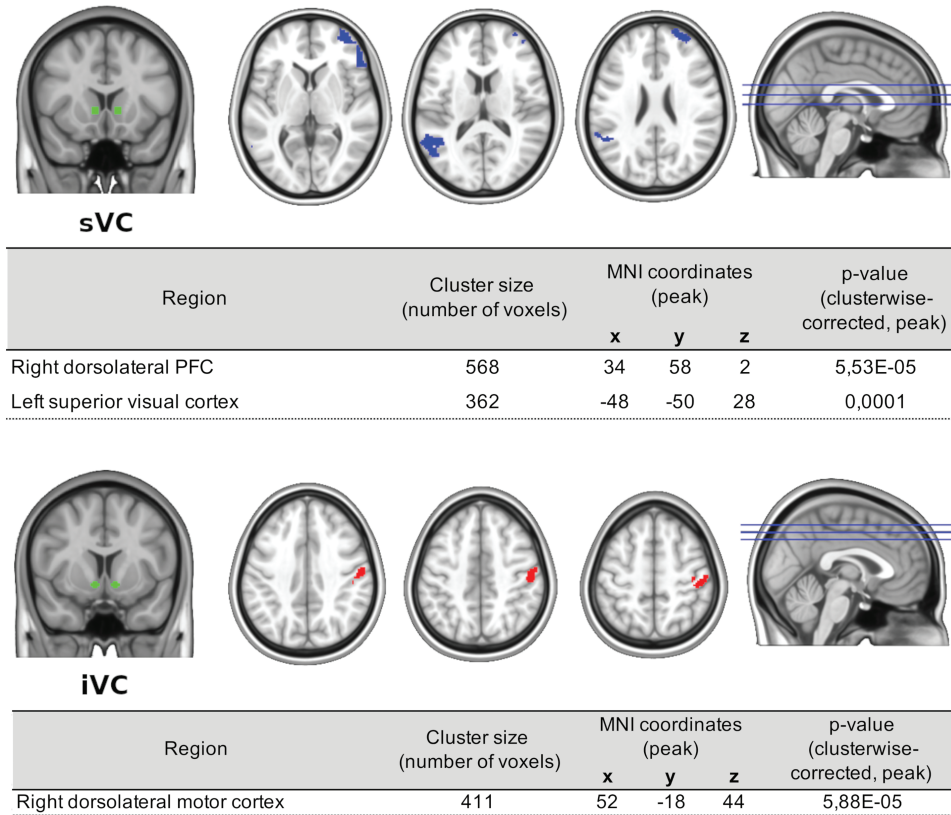 sVC
Region
Cluster size
(number of voxels)
MNI coordinates
(peak)
x y z
p-value
(clusterwise-
corrected, peak)
Right dorsolateral PFC 568 34 58 2 5,53E-05
Left superior visual cortex 362 -48 -50 28 0,0001
iVC
Region
Cluster size
(number of voxels)
MNI coordinates
(peak)
x y z
p-value
(clusterwise-
corrected, peak)
Right dorsolateral motor cortex 411 52 -18 44 5,88E-05